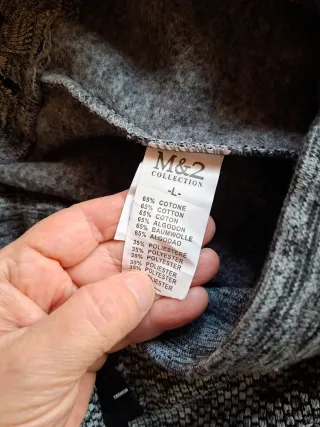 M&2
COLLECTION
-L-
65% COTONE
65% COTTON
65% COTON
65% ALGODON
65% BAUMWOLLE
65% ALGODAO
35% POLIESTERE
35% POLYESTER
35% POLYESTER
35% POLIESTER
35% POLYESTER
POLIESTER